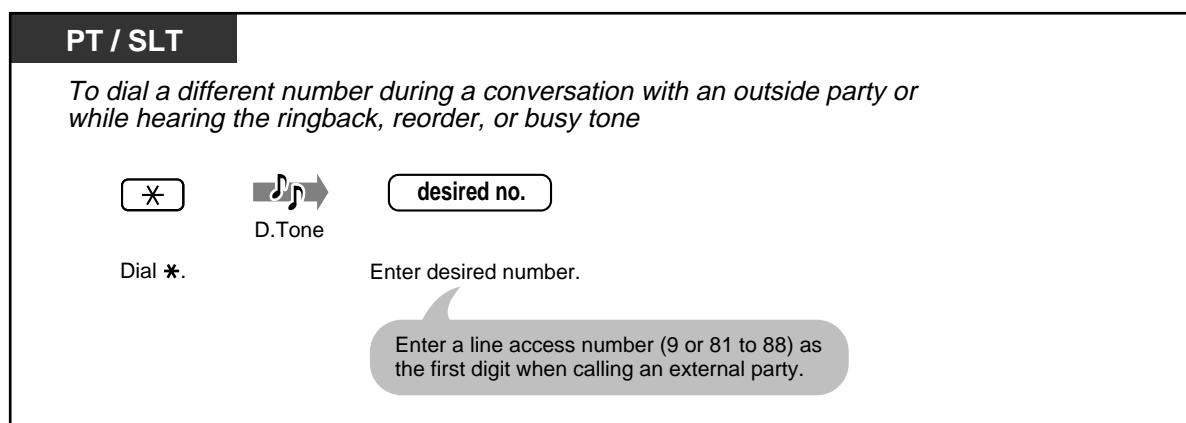 PT / SLT
To dial a different number during a conversation with an outside party or
while hearing the ringback, reorder, or busy tone
* desired no.
D.Tone
Dial *. Enter desired number.
Enter a line access number (9 or 81 to 88) as
the first digit when calling an external party.